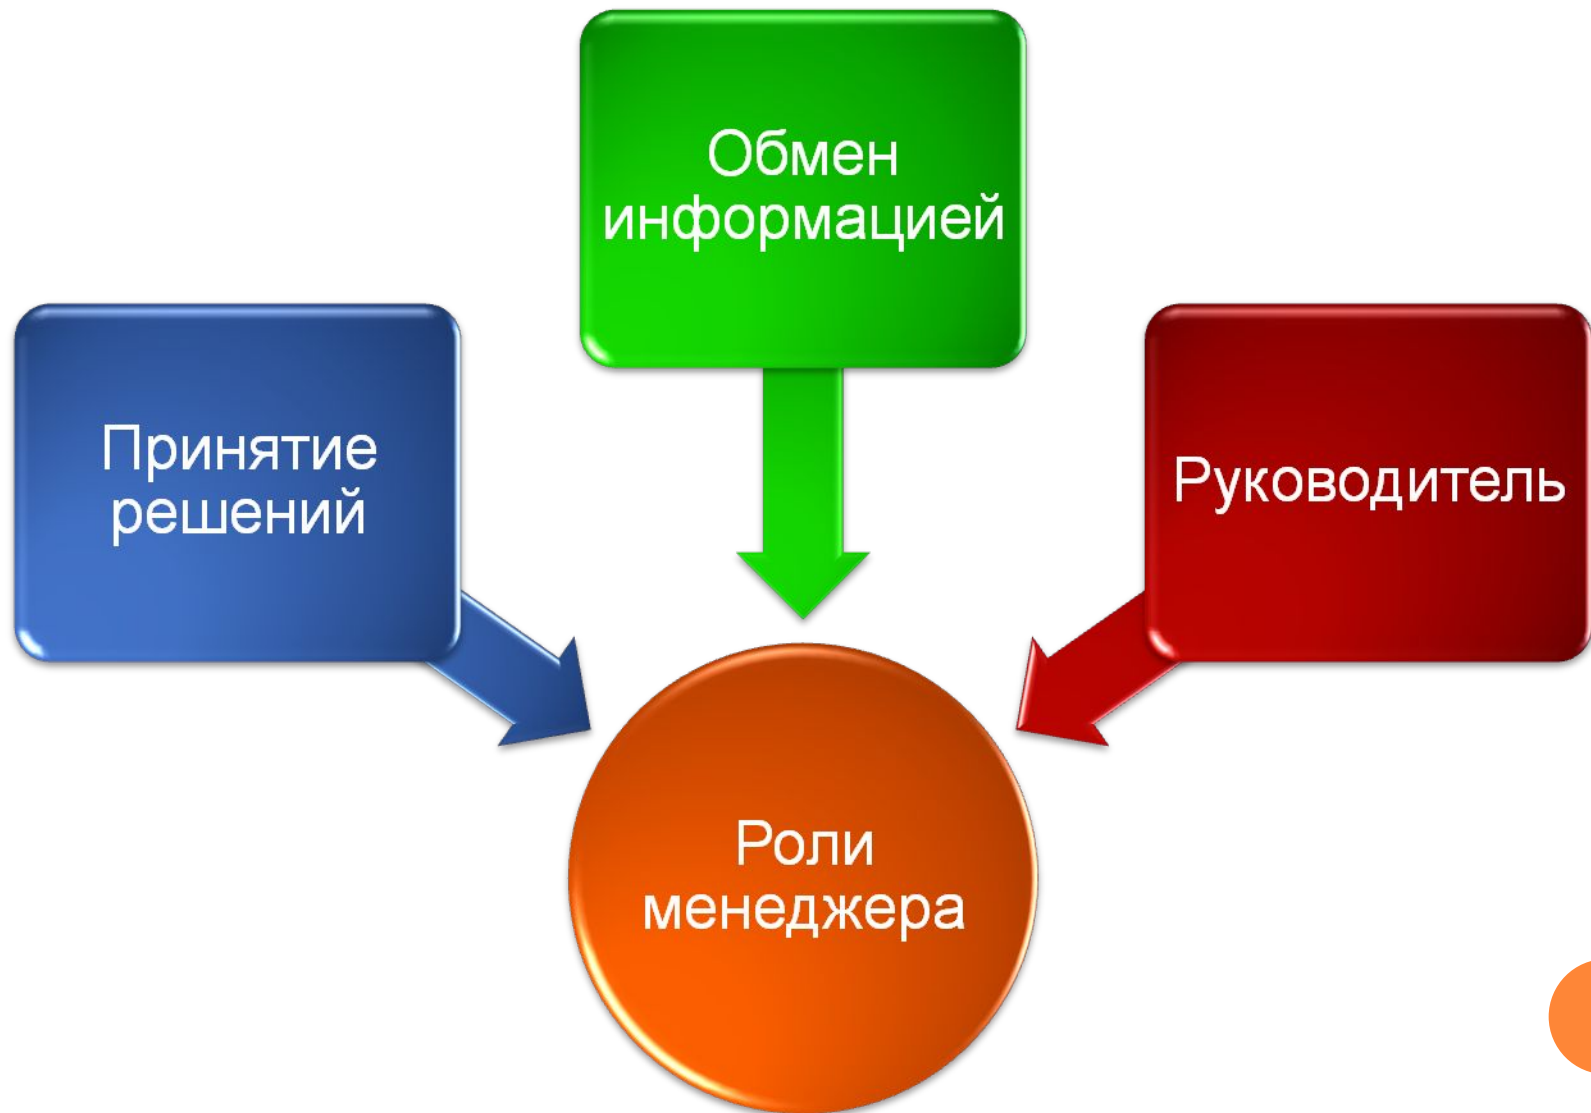 Обмен
информацией
Принятие
решений
Руководитель
Роли
менеджера